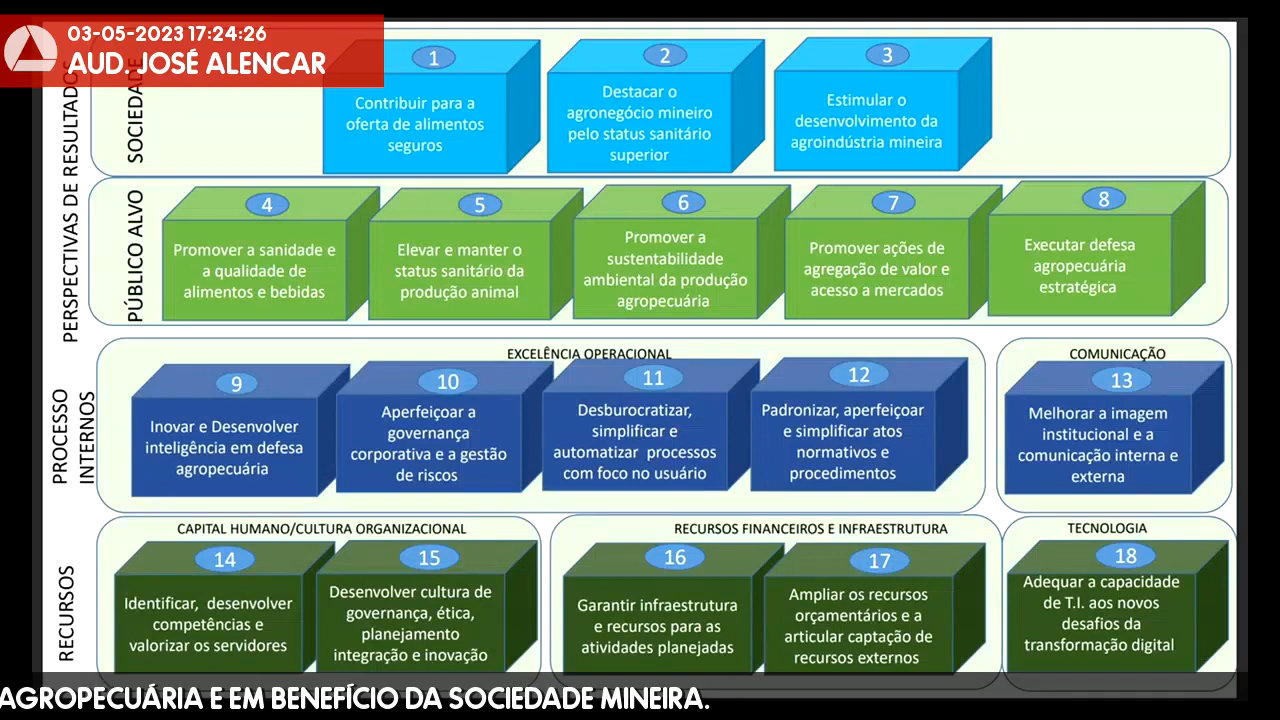 03-05-2023 17:24:26
AUD. JOSÉ ALENCAR
PERSPECTIVAS DE RESULTADOS
SOCIEDADE
1
Contribuir para a
oferta de alimentos
seguros
2
Destacar o
agronegócio mineiro
pelo status sanitário
superior
3
Estimular o
desenvolvimento da
agroindústria mineira
PÚBLICO ALVO
4
Promover a sanidade e
a qualidade de
alimentos e bebidas
5
Elevar e manter o
status sanitário da
produção animal
6
Promover a
sustentabilidade
ambiental da produção
agropecuária
7
Promover ações de
agregação de valor e
acesso a mercados
8
Executar defesa
agropecuária
estratégica
PROCESSO
INTERNOS
EXCELÊNCIA OPERACIONAL
9
Inovar e Desenvolver
inteligência em defesa
agropecuária
10
Aperfeiçoar a
governança
corporativa e a gestão
de riscos
11
Desburocratizar,
simplificar e
automatizar processos
com foco no usuário
12
Padronizar, aperfeiçoar
e simplificar atos
normativos e
procedimentos
COMUNICAÇÃO
13
Melhorar a imagem
institucional e a
comunicação interna e
externa
RECURSOS
CAPITAL HUMANO/CULTURA ORGANIZACIONAL
14
Identificar, desenvolver
competências e
valorizar os servidores
15
Desenvolver cultura de
governança, ética,
planejamento
integração e inovação
RECURSOS FINANCEIROS E INFRAESTRUTURA
16
Garantir infraestrutura
e recursos para as
atividades planejadas
17
Ampliar os recursos
orçamentários e a
articular captação de
recursos externos
TECNOLOGIA
18
Adequar a capacidade
de T.I. aos novos
desafios da
transformação digital
AGROPECUÁRIA E EM BENEFÍCIO DA SOCIEDADE MINEIRA.